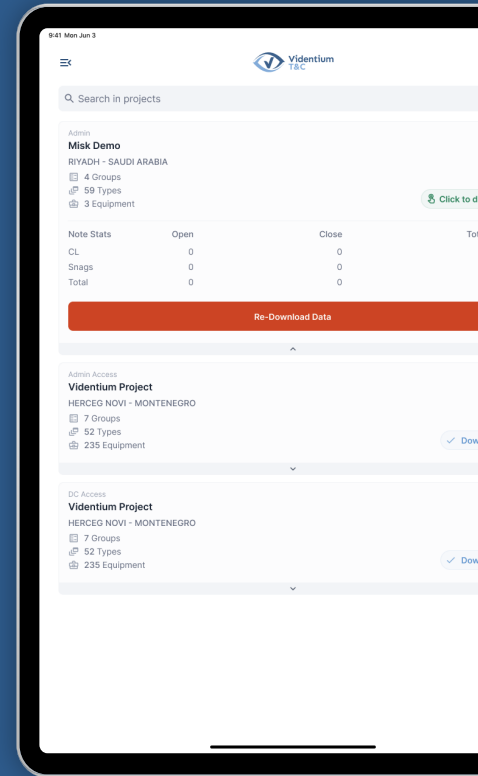 9:41 Mon Jun 3
Videntium
T&C
Search in projects
Admin
Misk Demo
RIYADH - SAUDI ARABIA
4 Groups
59 Types
3 Equipment
Click to d
Note Stats Open Close Tot
CL 0 0
Snags 0 0
Total 0 0
Re-Download Data
Admin Access
Videntium Project
HERCEG NOVI - MONTENEGRO
7 Groups
52 Types
235 Equipment
Dow
DC Access
Videntium Project
HERCEG NOVI - MONTENEGRO
7 Groups
52 Types
235 Equipment
Dow